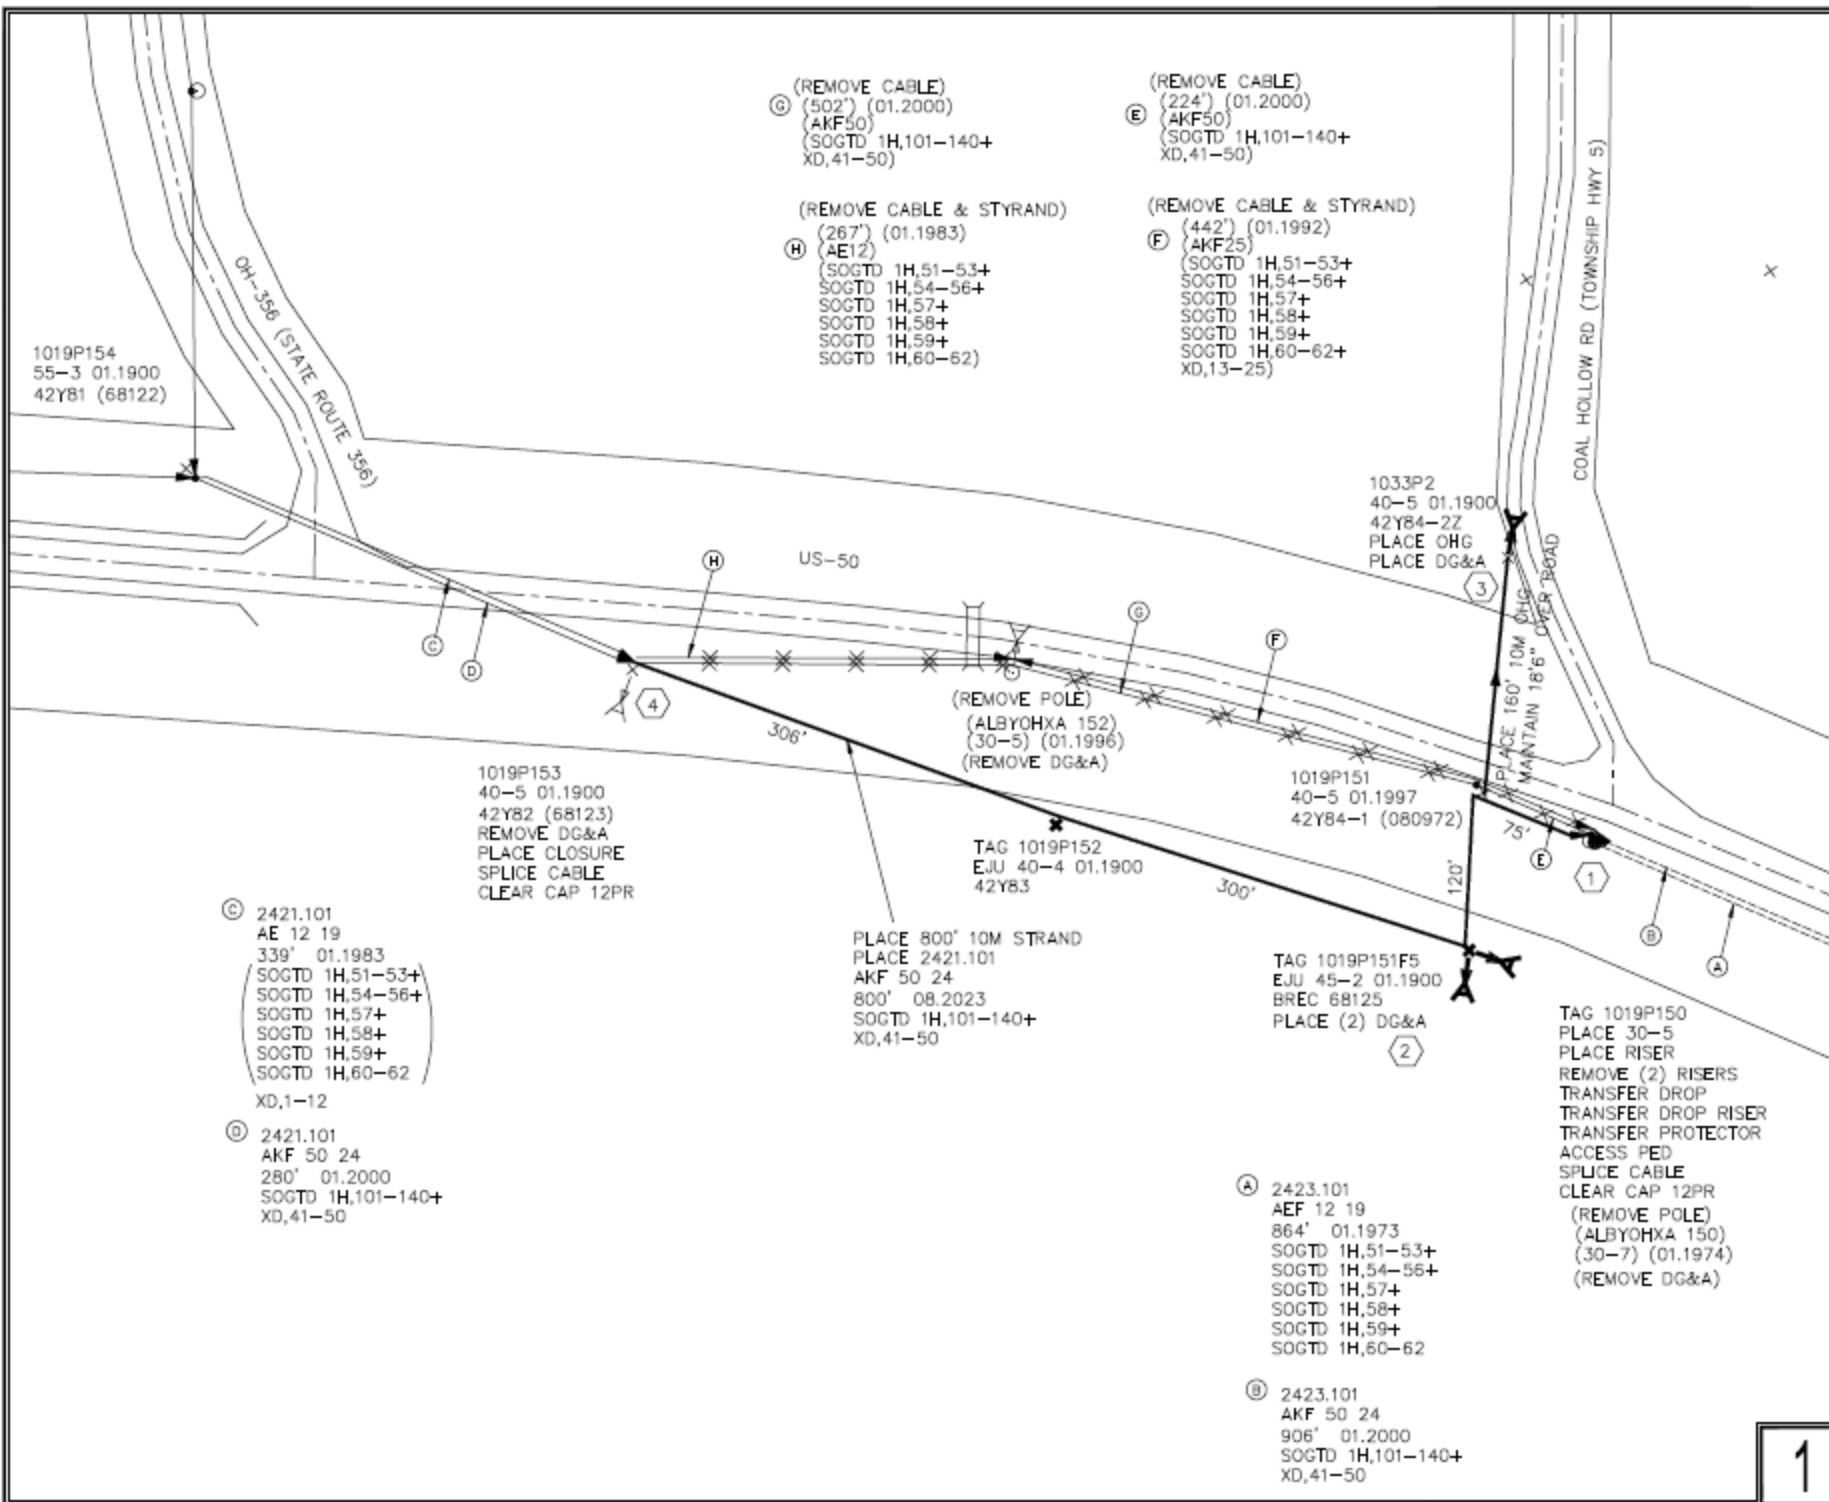 (REMOVE CABLE)
Ⓖ (502') (01.2000)
(AKF50)
(SOGTD 1H,101-140+
XD,41-50)
(REMOVE CABLE)
(224') (01.2000)
Ⓔ (AKF50)
(SOGTD 1H,101-140+
XD,41-50)
(REMOVE CABLE & STYRAND)
(267') (01.1983)
Ⓗ (AE12)
(SOGTD 1H,51-53+
SOGTD 1H,54-56+
SOGTD 1H,57+
SOGTD 1H,58+
SOGTD 1H,59+
SOGTD 1H,60-62)
(REMOVE CABLE & STYRAND)
(442') (01.1992)
Ⓕ (AKF25)
(SOGTD 1H,51-53+
SOGTD 1H,54-56+
SOGTD 1H,57+
SOGTD 1H,58+
SOGTD 1H,59+
SOGTD 1H,60-62+
XD,13-25)
COAL HOLLOW RD (TOWNSHIP HWY 5)
OH-356 (STATE ROUTE 356)
1019P154
55-3 01.1900
42Y81 (68122)
1033P2
40-5 01.1900
42Y84-2Z
PLACE OHG
PLACE DG&A
3
PLACE 160' 10M OHG
MANTAIN 18'6" OVER ROAD
US-50
Ⓗ
Ⓖ
Ⓕ
Ⓒ
Ⓓ
4
306'
(REMOVE POLE)
(ALBYOHXA 152)
(30-5) (01.1996)
(REMOVE DG&A)
1019P153
40-5 01.1900
42Y82 (68123)
REMOVE DG&A
PLACE CLOSURE
SPLICE CABLE
CLEAR CAP 12PR
1019P151
40-5 01.1997
42Y84-1 (080972)
75'
Ⓔ
1
120'
300'
Ⓑ
Ⓐ
TAG 1019P152
EJU 40-4 01.1900
42Y83
Ⓒ 2421.101
AE 12 19
339' 01.1983
(SOGTD 1H,51-53+
SOGTD 1H,54-56+
SOGTD 1H,57+
SOGTD 1H,58+
SOGTD 1H,59+
SOGTD 1H,60-62)
XD,1-12
PLACE 800' 10M STRAND
PLACE 2421.101
AKF 50 24
800' 08.2023
SOGTD 1H,101-140+
XD,41-50
TAG 1019P151F5
EJU 45-2 01.1900
BREC 68125
PLACE (2) DG&A
2
TAG 1019P150
PLACE 30-5
PLACE RISER
REMOVE (2) RISERS
TRANSFER DROP
TRANSFER DROP RISER
TRANSFER PROTECTOR
ACCESS PED
SPLICE CABLE
CLEAR CAP 12PR
(REMOVE POLE)
(ALBYOHXA 150)
(30-7) (01.1974)
(REMOVE DG&A)
Ⓓ 2421.101
AKF 50 24
280' 01.2000
SOGTD 1H,101-140+
XD,41-50
Ⓐ 2423.101
AEF 12 19
864' 01.1973
SOGTD 1H,51-53+
SOGTD 1H,54-56+
SOGTD 1H,57+
SOGTD 1H,58+
SOGTD 1H,59+
SOGTD 1H,60-62
Ⓑ 2423.101
AKF 50 24
906' 01.2000
SOGTD 1H,101-140+
XD,41-50
1